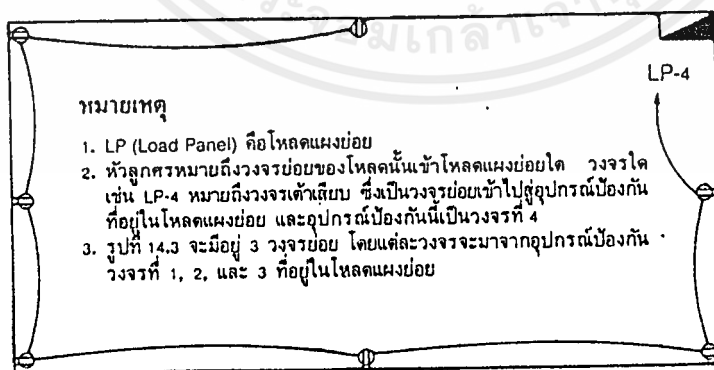 ระจอมเกล้าเจ้า
LP-4
หมายเหตุ
1. LP (Load Panel) คือโหลดแผงย่อย
2. หัวลูกศรหมายถึงวงจรย่อยของโหลดนั้นเข้าโหลดแผงย่อยใด วงจรใด
เช่น LP-4 หมายถึงวงจรเต้าเสียบ ซึ่งเป็นวงจรย่อยเข้าไปสู่อุปกรณ์ป้องกัน
ที่อยู่ในโหลดแผงย่อย และอุปกรณ์ป้องกันนี้เป็นวงจรที่ 4
3. รูปที่ 14.3 จะมีอยู่ 3 วงจรย่อย โดยแต่ละวงจรจะมาจากอุปกรณ์ป้องกัน
วงจรที่ 1, 2, และ 3 ที่อยู่ในโหลดแผงย่อย